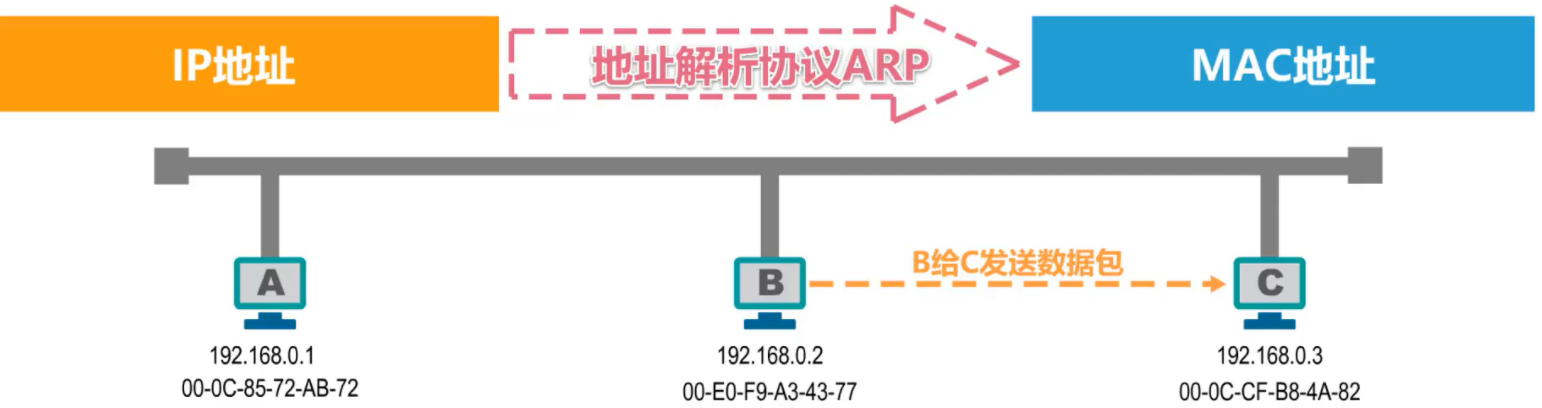 IP地址
地址解析协议ARP
MAC地址
B给C发送数据包
A
B
C
192.168.0.1
192.168.0.2
192.168.0.3
00-0C-85-72-AB-72
00-E0-F9-A3-43-77
00-0C-CF-B8-4A-82